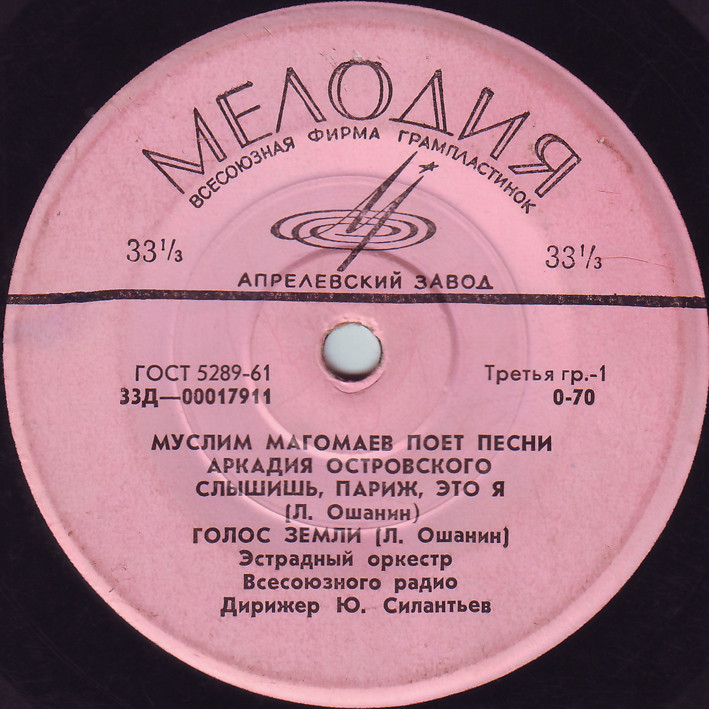 МЕЛОДИЯ
ВСЕСОЮЗНАЯ ФИРМА ГРАМПЛАСТИНОК
33⅓ 33⅓
АПРЕЛЕВСКИЙ ЗАВОД
ГОСТ 5289-61 Третья гр.-1
33Д—00017911 0-70
МУСЛИМ МАГОМАЕВ ПОЕТ ПЕСНИ
АРКАДИЯ ОСТРОВСКОГО
СЛЫШИШЬ, ПАРИЖ, ЭТО Я
(Л. Ошанин)
ГОЛОС ЗЕМЛИ (Л. Ошанин)
Эстрадный оркестр
Всесоюзного радио
Дирижер Ю. Силантьев